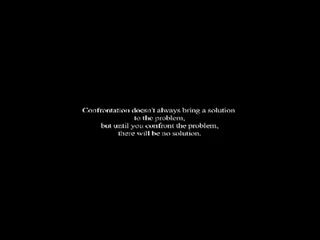 Confrontation doesn't always bring a solution
to the problem,
but until you confront the problem,
there will be no solution.